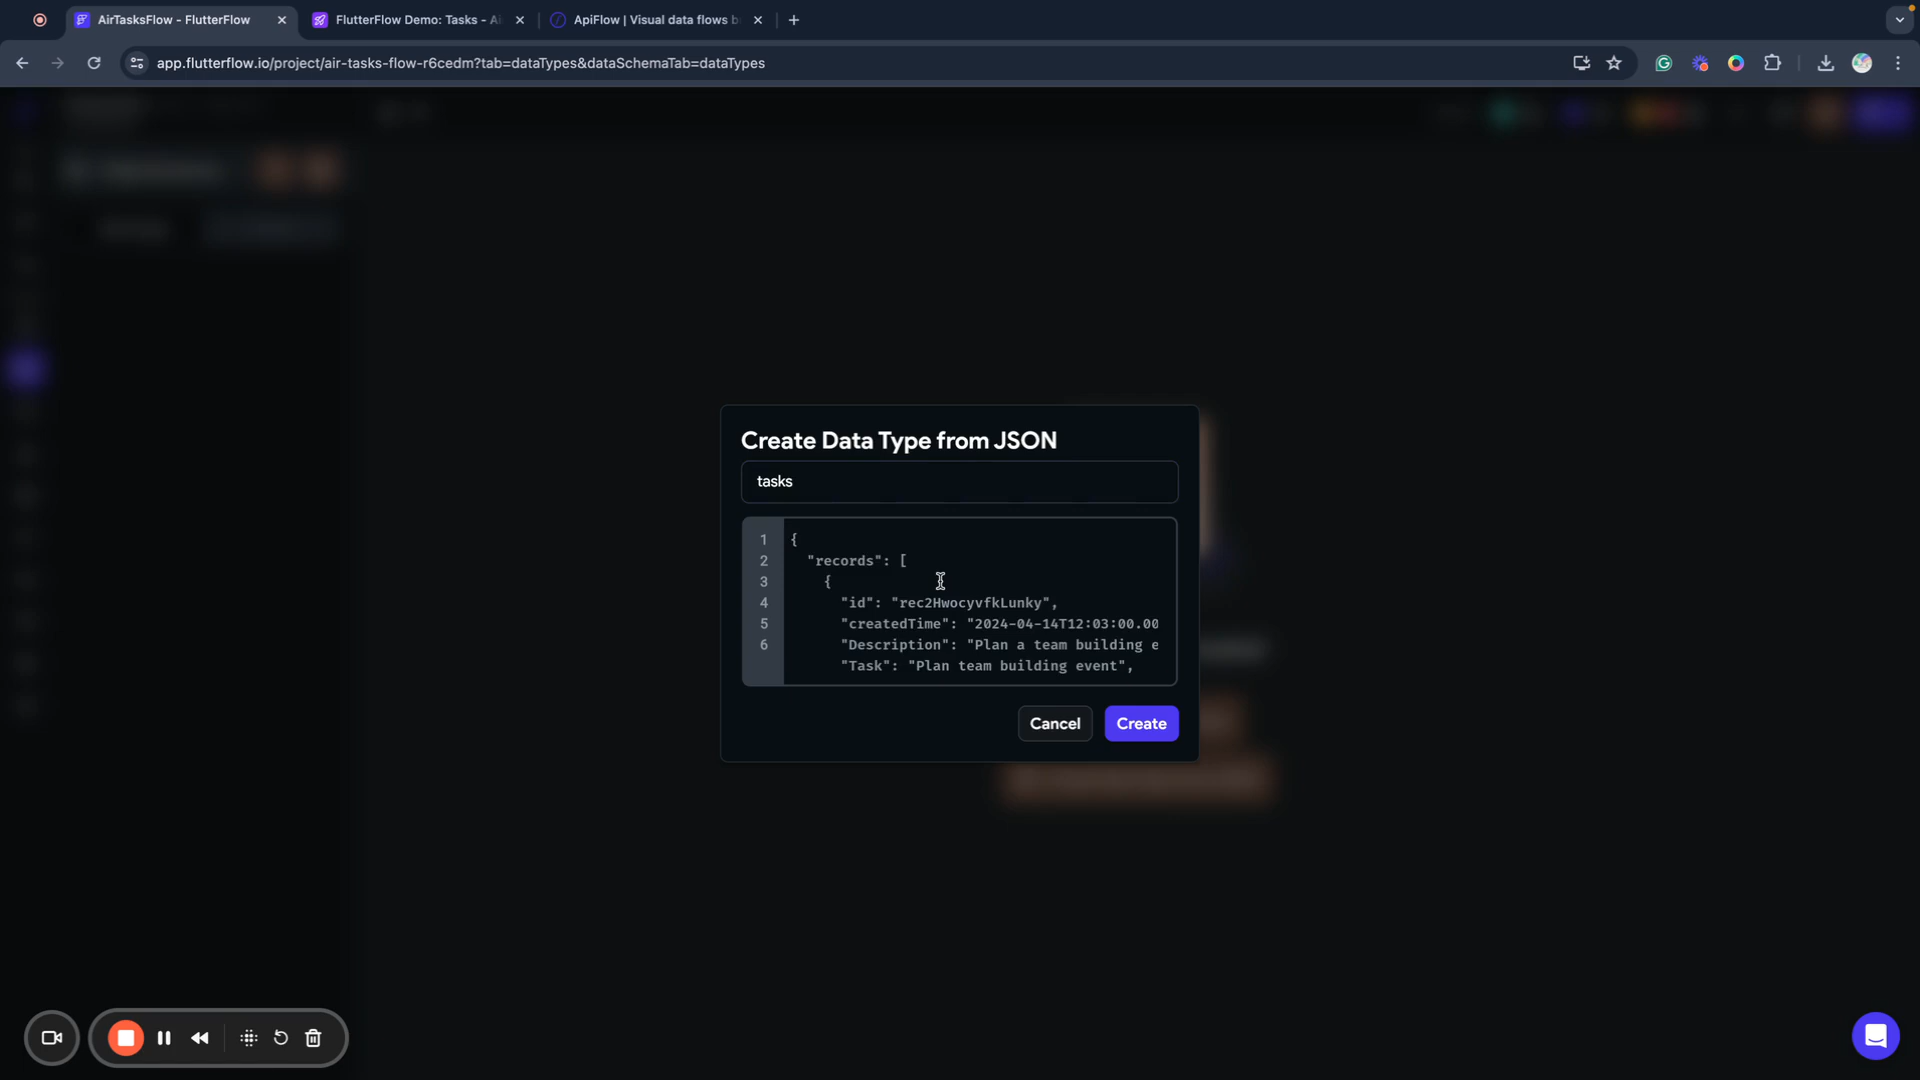 AirTasksFlow - FlutterFlow
FlutterFlow Demo: Tasks - Ai
ApiFlow | Visual data flows b
app.flutterflow.io/project/air-tasks-flow-r6cedm?tab=dataTypes&dataSchemaTab=dataTypes
Create Data Type from JSON
tasks
1 {
2 "records": [
3 {
4 "id": "rec2HwocyvfkLunky",
5 "createdTime": "2024-04-14T12:03:00.00
6 "Description": "Plan a team building e
"Task": "Plan team building event",
Cancel
Create